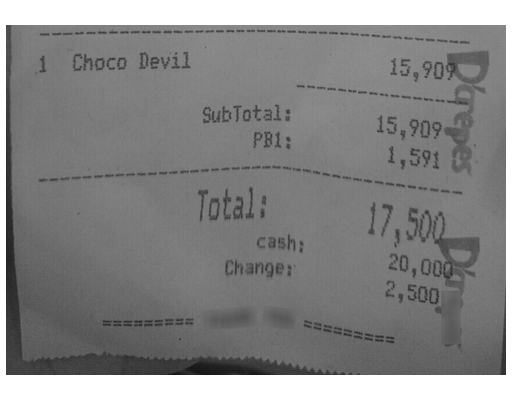 1 Choco Devil 15,909
SubTotal: 15,909
PB1: 1,591
Total: 17,500
cash: 20,000
Change: 2,500
D'crepes